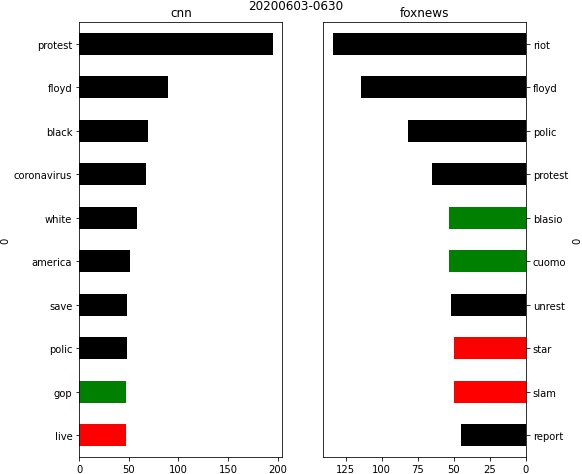 20200603-0630
cnn
foxnews
protest
floyd
black
coronavirus
white
america
save
polic
gop
live
0
0 50 100 150 200
riot
floyd
polic
protest
blasio
cuomo
unrest
star
slam
report
0
125 100 75 50 25 0